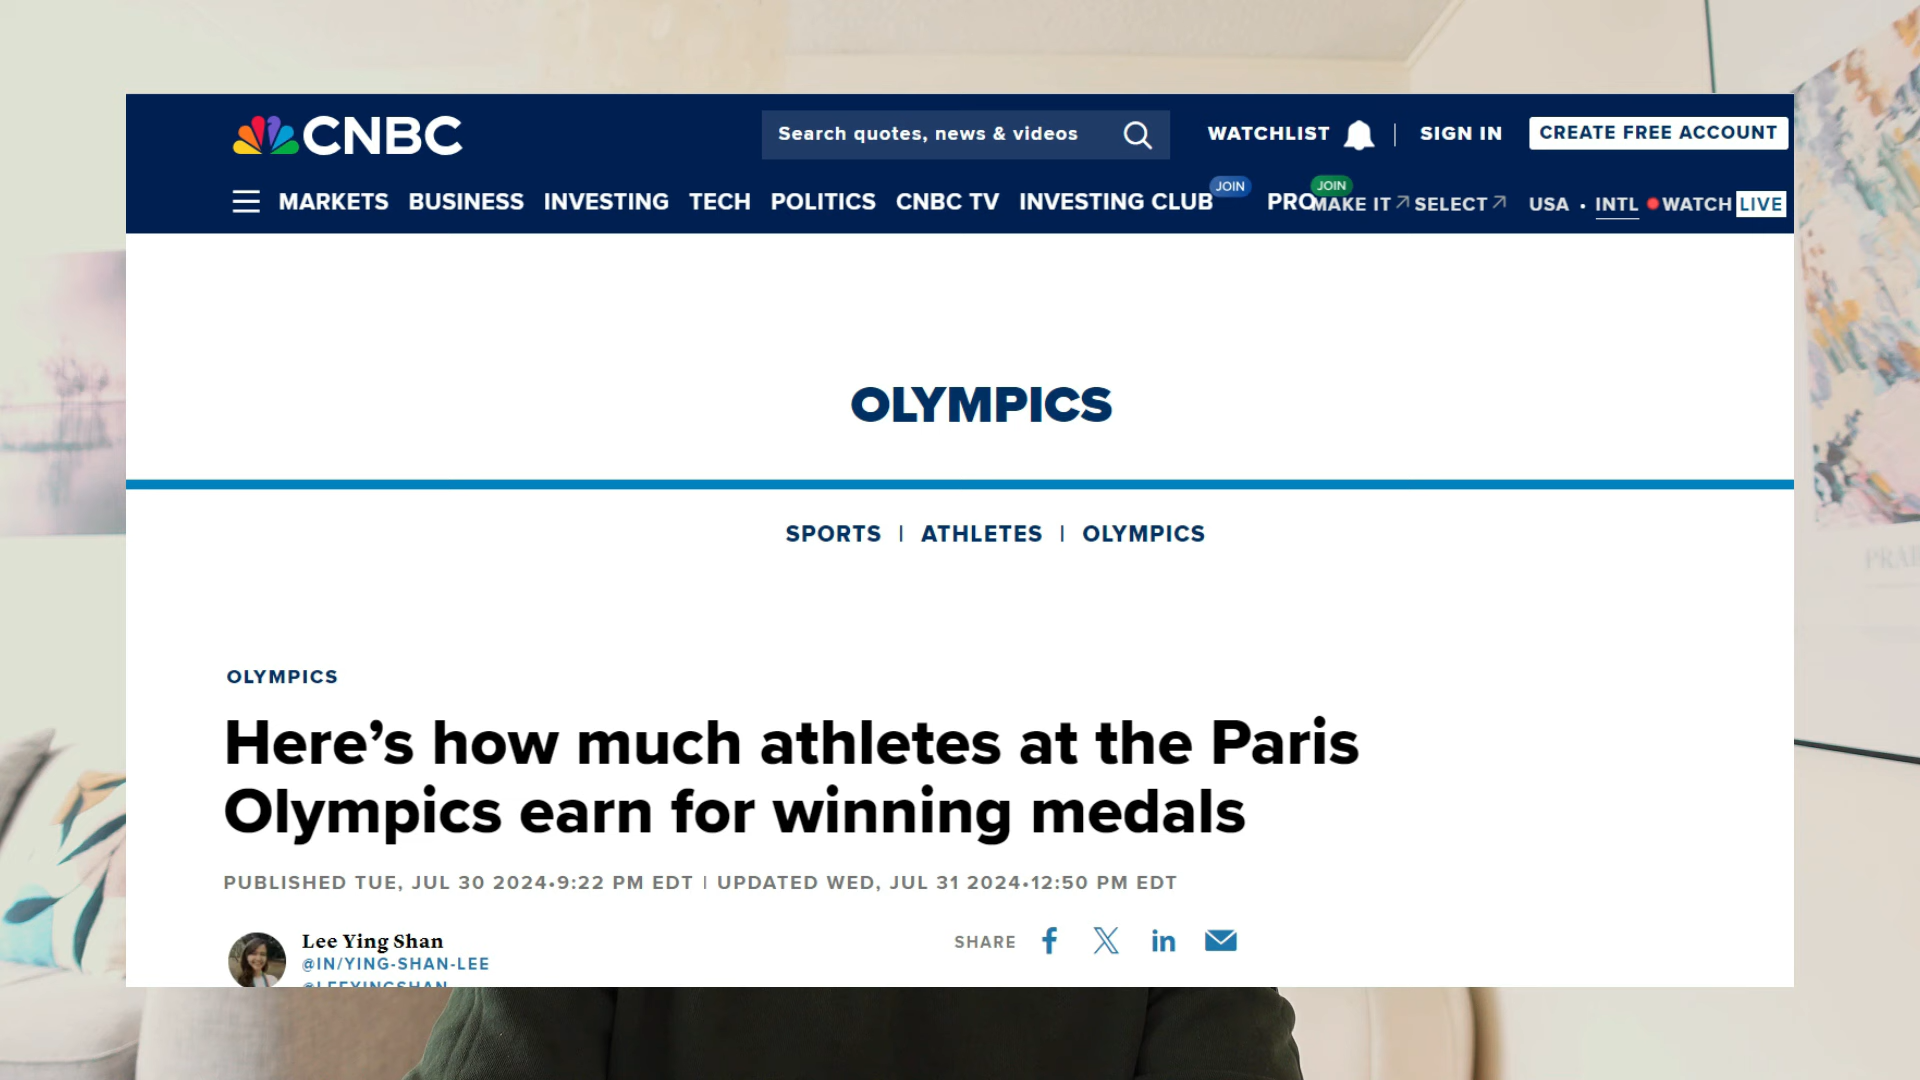 CNBC
Search quotes, news & videos
WATCHLIST
SIGN IN
CREATE FREE ACCOUNT
MARKETS BUSINESS INVESTING TECH POLITICS CNBC TV INVESTING CLUB JOIN PRO JOIN MAKE IT SELECT USA • INTL WATCH LIVE
OLYMPICS
SPORTS | ATHLETES | OLYMPICS
OLYMPICS
Here’s how much athletes at the Paris
Olympics earn for winning medals
PUBLISHED TUE, JUL 30 2024•9:22 PM EDT | UPDATED WED, JUL 31 2024•12:50 PM EDT
Lee Ying Shan
@IN/YING-SHAN-LEE
@LEEYINGSHAN
SHARE